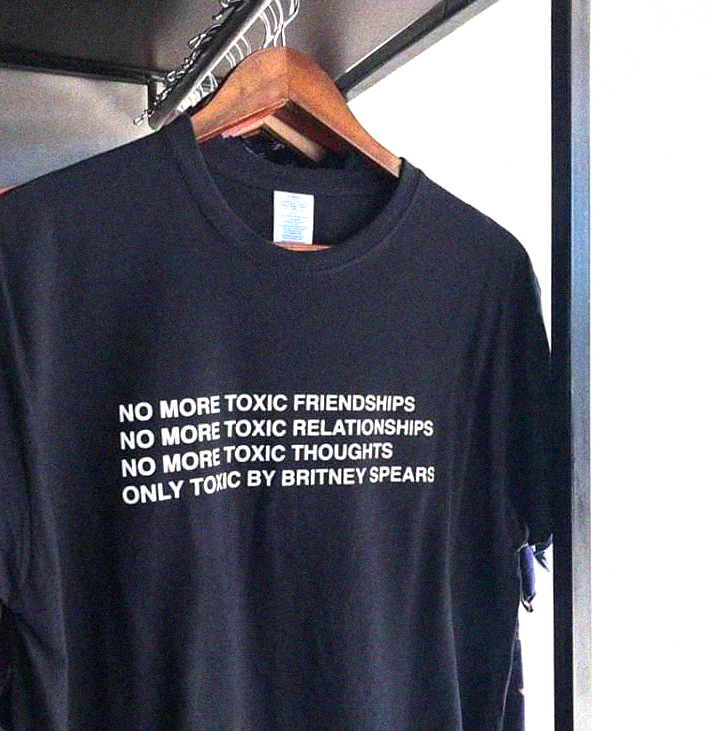 NO MORE TOXIC FRIENDSHIPS
NO MORE TOXIC RELATIONSHIPS
NO MORE TOXIC THOUGHTS
ONLY TOXIC BY BRITNEY SPEARS